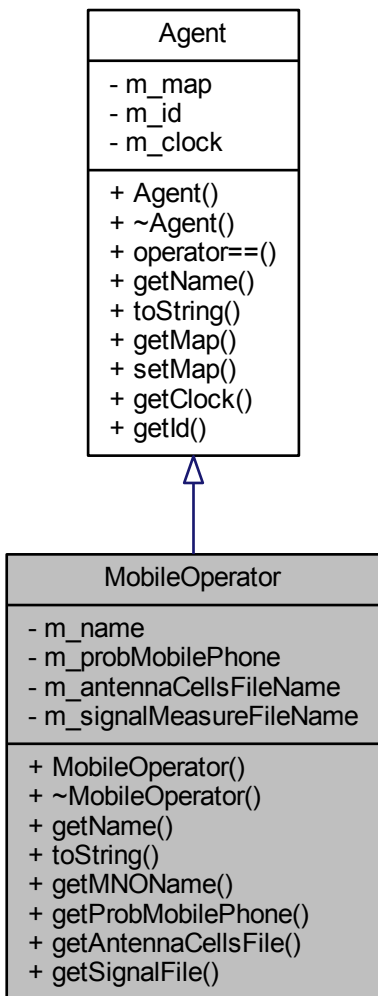 Agent
- m_map
- m_id
- m_clock
+ Agent()
+ ~Agent()
+ operator==()
+ getName()
+ toString()
+ getMap()
+ setMap()
+ getClock()
+ getId()
MobileOperator
- m_name
- m_probMobilePhone
- m_antennaCellsFileName
- m_signalMeasureFileName
+ MobileOperator()
+ ~MobileOperator()
+ getName()
+ toString()
+ getMNOName()
+ getProbMobilePhone()
+ getAntennaCellsFile()
+ getSignalFile()